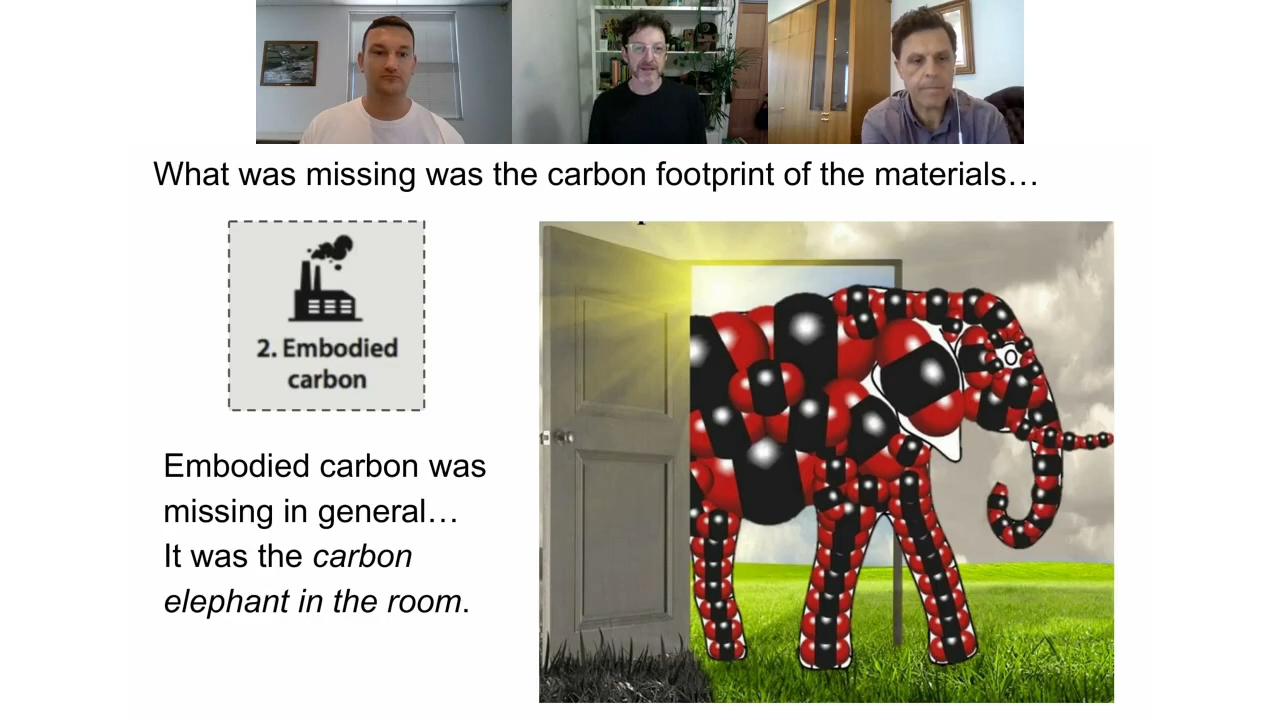 What was missing was the carbon footprint of the materials…
2. Embodied
carbon
Embodied carbon was
missing in general…
It was the carbon
elephant in the room.